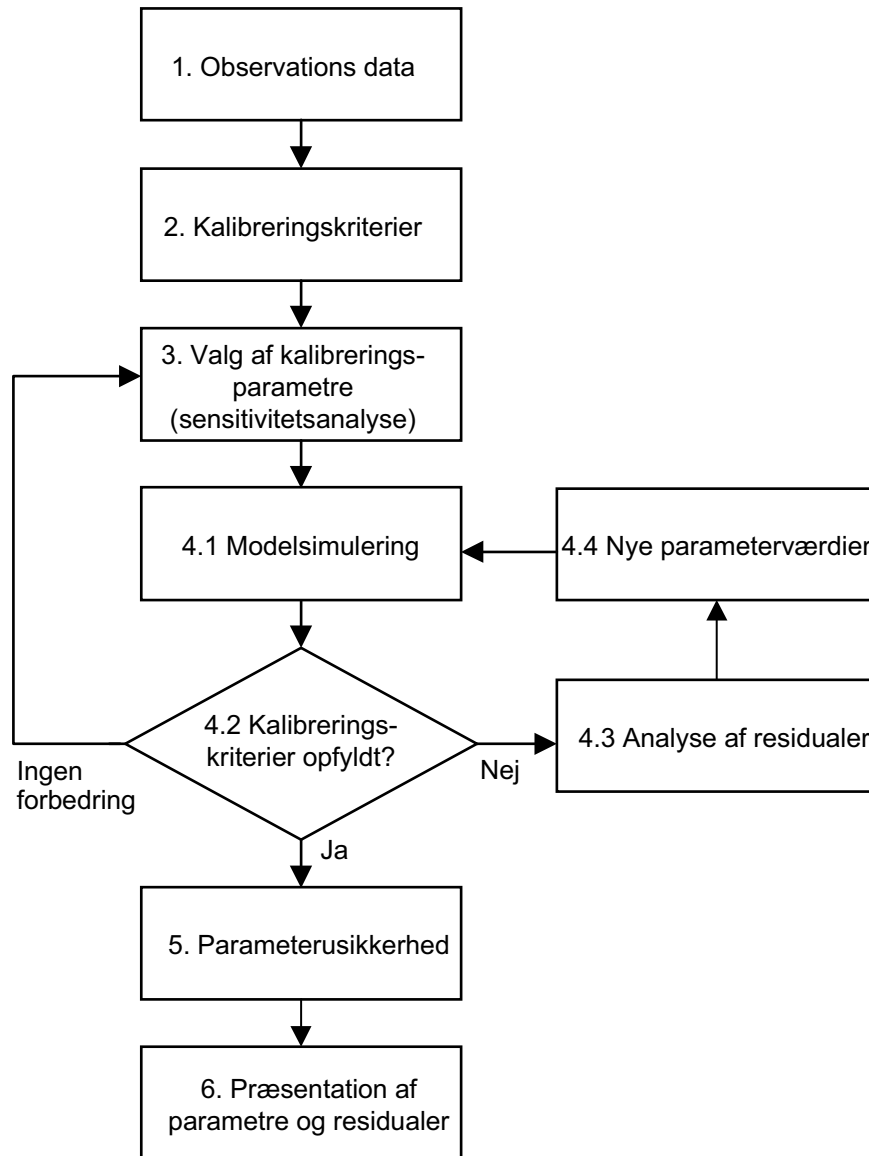 1. Observations data
2. Kalibreringskriterier
3. Valg af kalibrerings-
parametre
(sensitivitetsanalyse)
4.1 Modelsimulering
4.4 Nye parameterværdier
4.2 Kalibrerings-
kriterier opfyldt?
4.3 Analyse af residualer
Ingen
forbedring
Nej
Ja
5. Parameterusikkerhed
6. Præsentation af
parametre og residualer